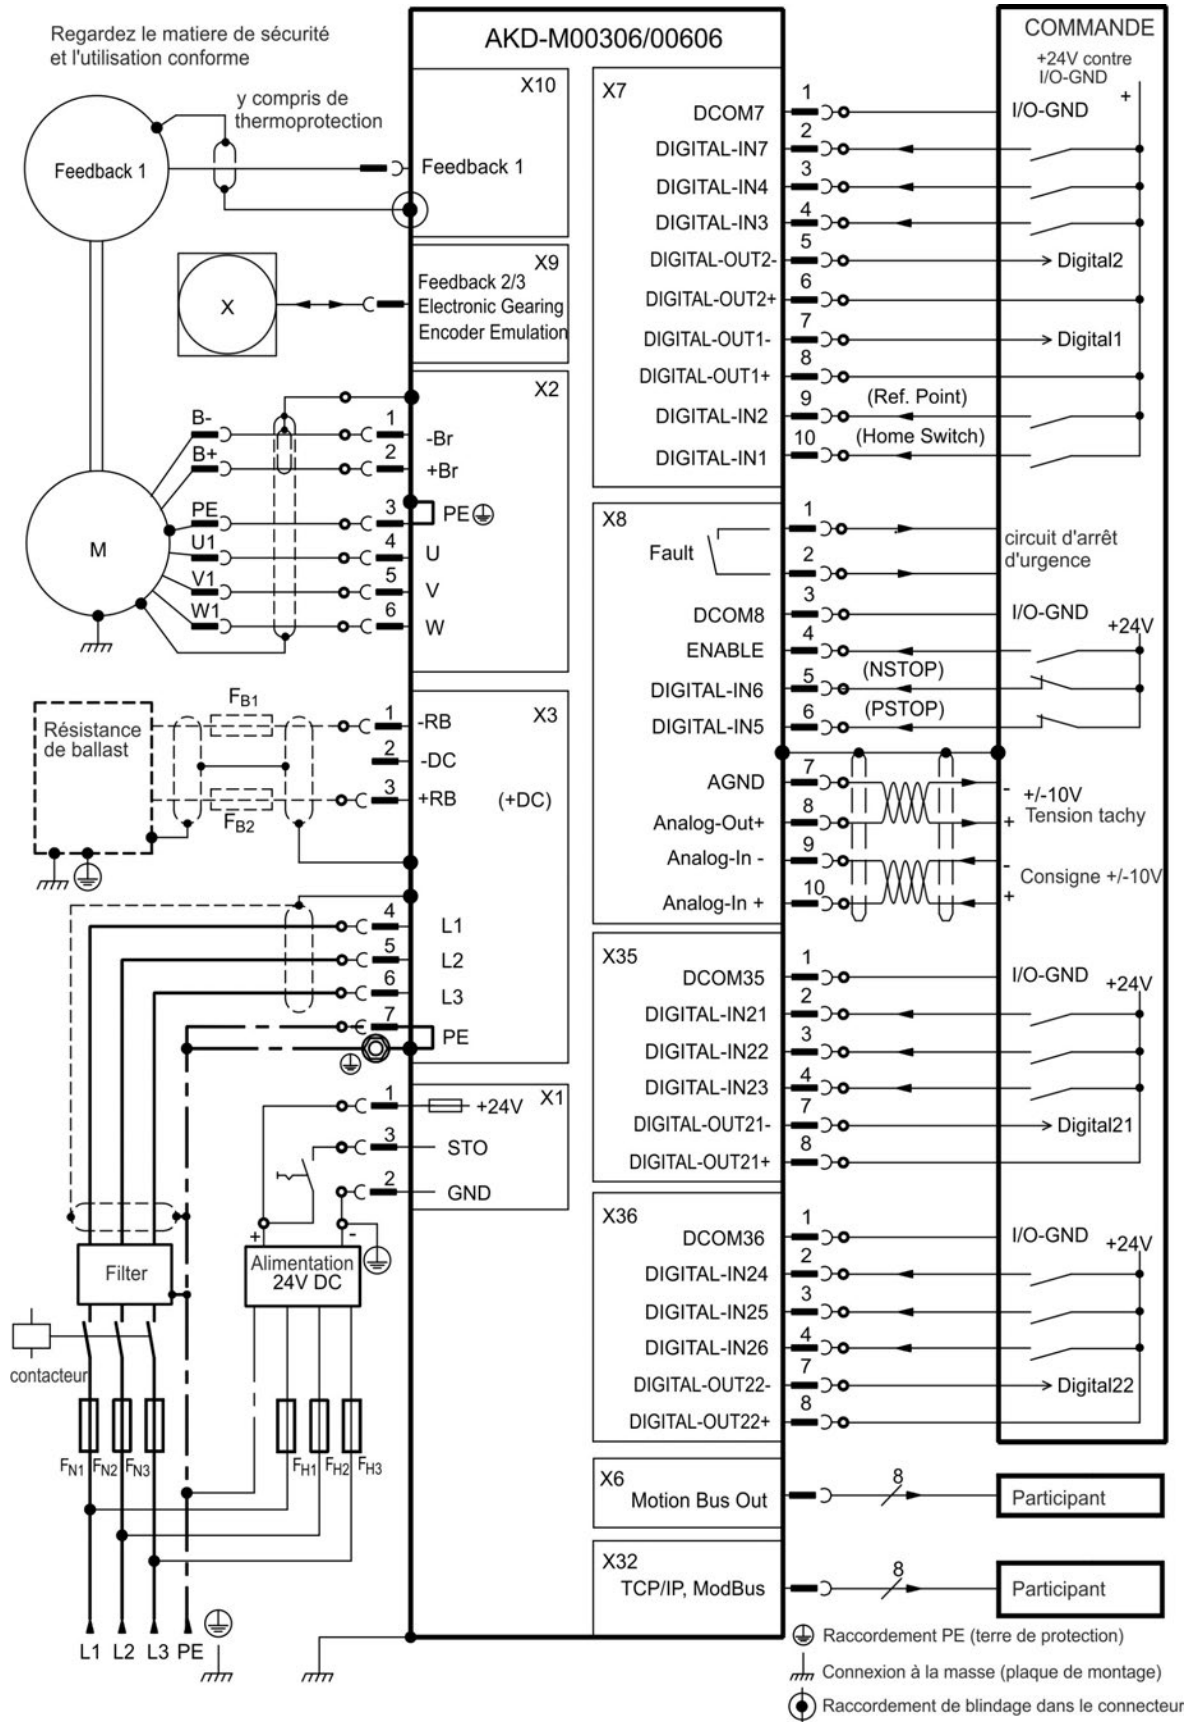 Regardez le matiere de sécurité
et l'utilisation conforme
AKD-M00306/00606
COMMANDE
+24V contre
I/O-GND
+
y compris de
thermoprotection
Feedback 1
X10
Feedback 1
X
X9
Feedback 2/3
Electronic Gearing
Encoder Emulation
X2
B- 1 -Br
B+ 2 +Br
PE 3 PE
U1 4 U
V1 5 V
W1 6 W
M
Résistance
de ballast
FB1
FB2
X3
1 -RB
2 -DC
3 +RB (+DC)
4 L1
5 L2
6 L3
7 PE
X1
1 +24V
3 STO
2 GND
+ -
Alimentation
24V DC
Filter
contacteur
FN1 FN2 FN3
FH1 FH2 FH3
L1 L2 L3 PE
X7
DCOM7 1 I/O-GND
DIGITAL-IN7 2
DIGITAL-IN4 3
DIGITAL-IN3 4
DIGITAL-OUT2- 5 Digital2
DIGITAL-OUT2+ 6
DIGITAL-OUT1- 7 Digital1
DIGITAL-OUT1+ 8
DIGITAL-IN2 9 (Ref. Point)
DIGITAL-IN1 10 (Home Switch)
X8
Fault
1
2
circuit d'arrêt
d'urgence
DCOM8 3 I/O-GND
+24V
ENABLE 4
DIGITAL-IN6 5 (NSTOP)
DIGITAL-IN5 6 (PSTOP)
AGND 7 -
+/-10V
Tension tachy
Analog-Out+ 8 +
Analog-In - 9 -
Consigne +/-10V
Analog-In + 10 +
X35
DCOM35 1 I/O-GND
+24V
DIGITAL-IN21 2
DIGITAL-IN22 3
DIGITAL-IN23 4
DIGITAL-OUT21- 7 Digital21
DIGITAL-OUT21+ 8
X36
DCOM36 1 I/O-GND
+24V
DIGITAL-IN24 2
DIGITAL-IN25 3
DIGITAL-IN26 4
DIGITAL-OUT22- 7 Digital22
DIGITAL-OUT22+ 8
X6
Motion Bus Out 8 Participant
X32
TCP/IP, ModBus 8 Participant
Raccordement PE (terre de protection)
Connexion à la masse (plaque de montage)
Raccordement de blindage dans le connecteur